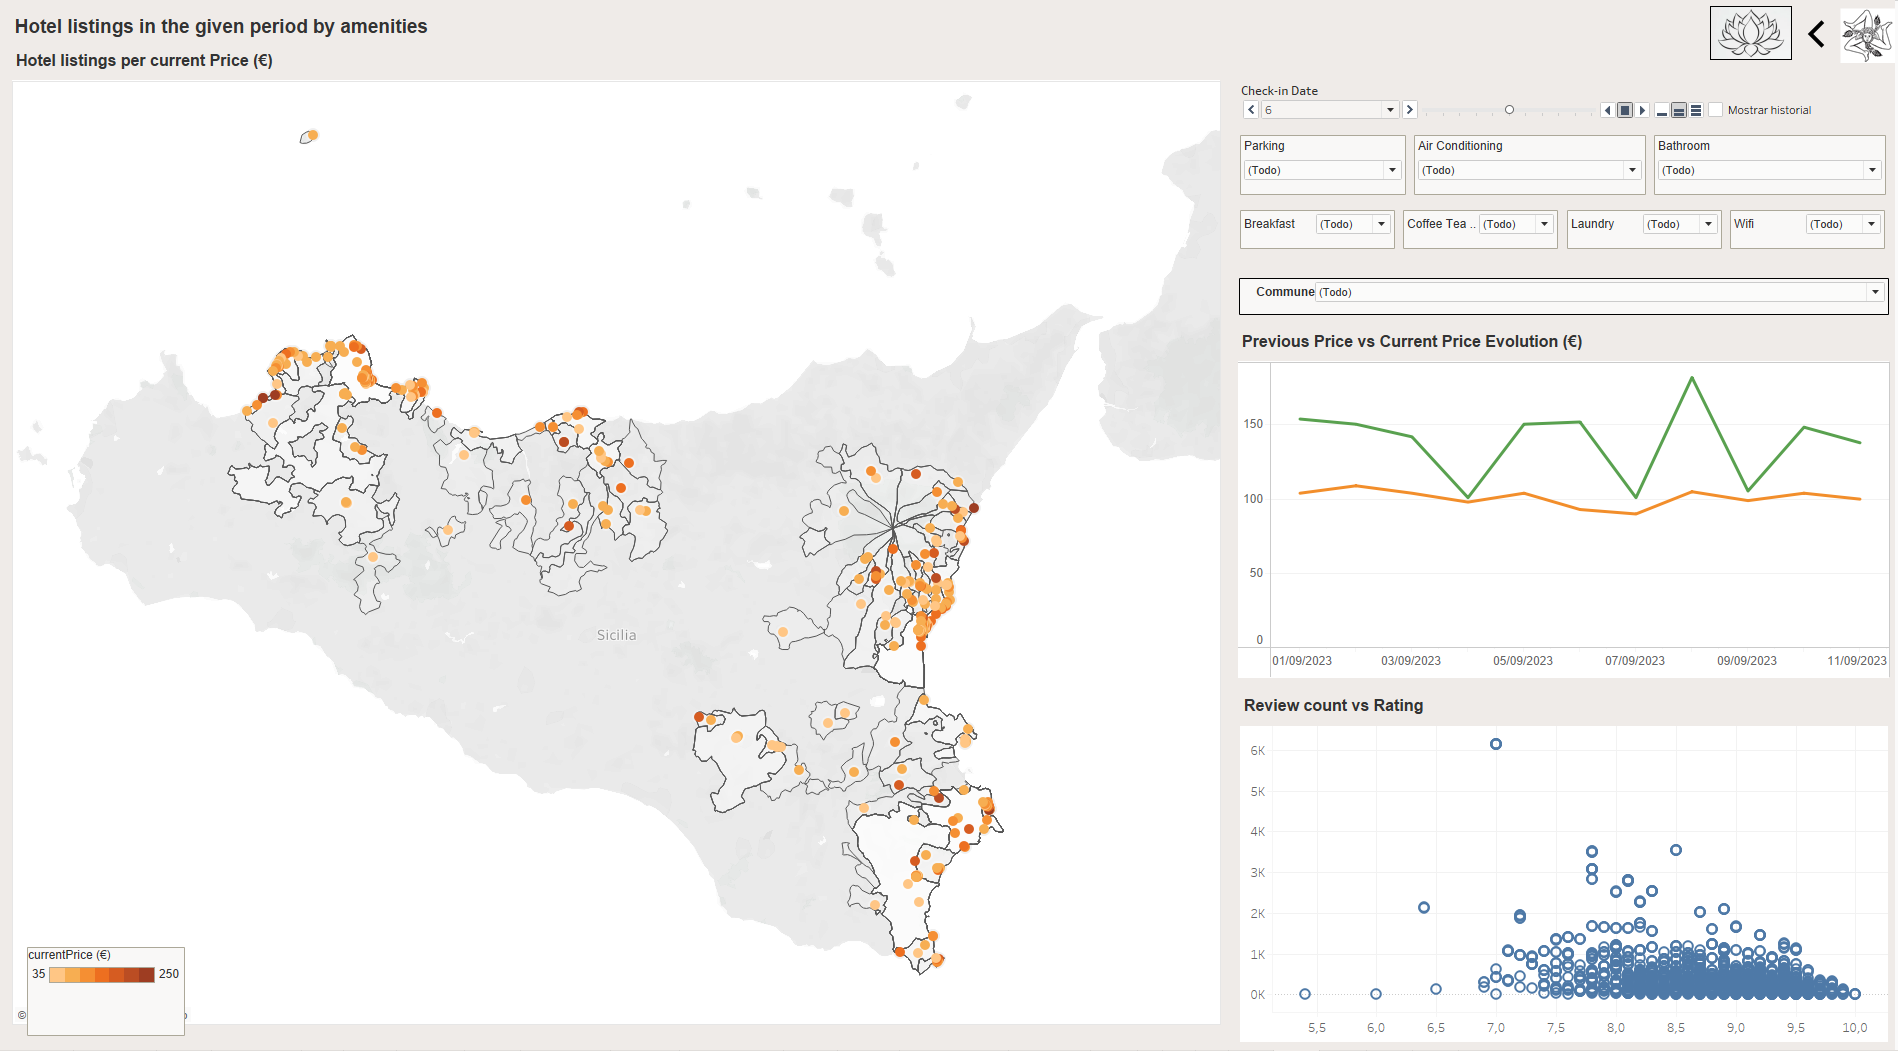 Hotel listings in the given period by amenities
Hotel listings per current Price (€)
Sicilia
currentPrice (€)
35
250
©
Check-in Date
6
Mostrar historial
Parking
(Todo)
Air Conditioning
(Todo)
Bathroom
(Todo)
Breakfast
(Todo)
Coffee Tea ..
(Todo)
Laundry
(Todo)
Wifi
(Todo)
Commune
(Todo)
Previous Price vs Current Price Evolution (€)
150
100
50
0
01/09/2023
03/09/2023
05/09/2023
07/09/2023
09/09/2023
11/09/2023
Review count vs Rating
6K
5K
4K
3K
2K
1K
0K
5,5
6,0
6,5
7,0
7,5
8,0
8,5
9,0
9,5
10,0